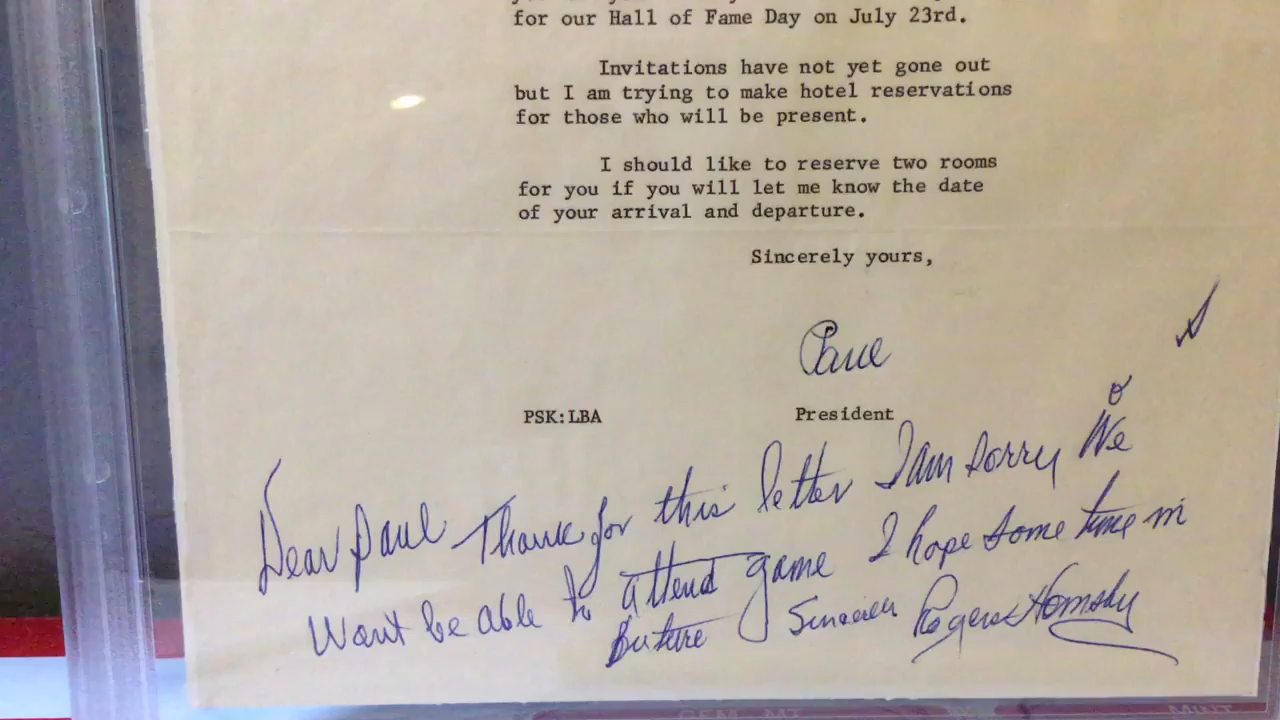 for our Hall of Fame Day on July 23rd.
Invitations have not yet gone out
but I am trying to make hotel reservations
for those who will be present.
I should like to reserve two rooms
for you if you will let me know the date
of your arrival and departure.
Sincerely yours,
Paul
PSK:LBA President
Dear Paul Thank for this letter I am sorry We
Wont be able to attend game I hope some time in
future Sincerely Rogers Hornsby